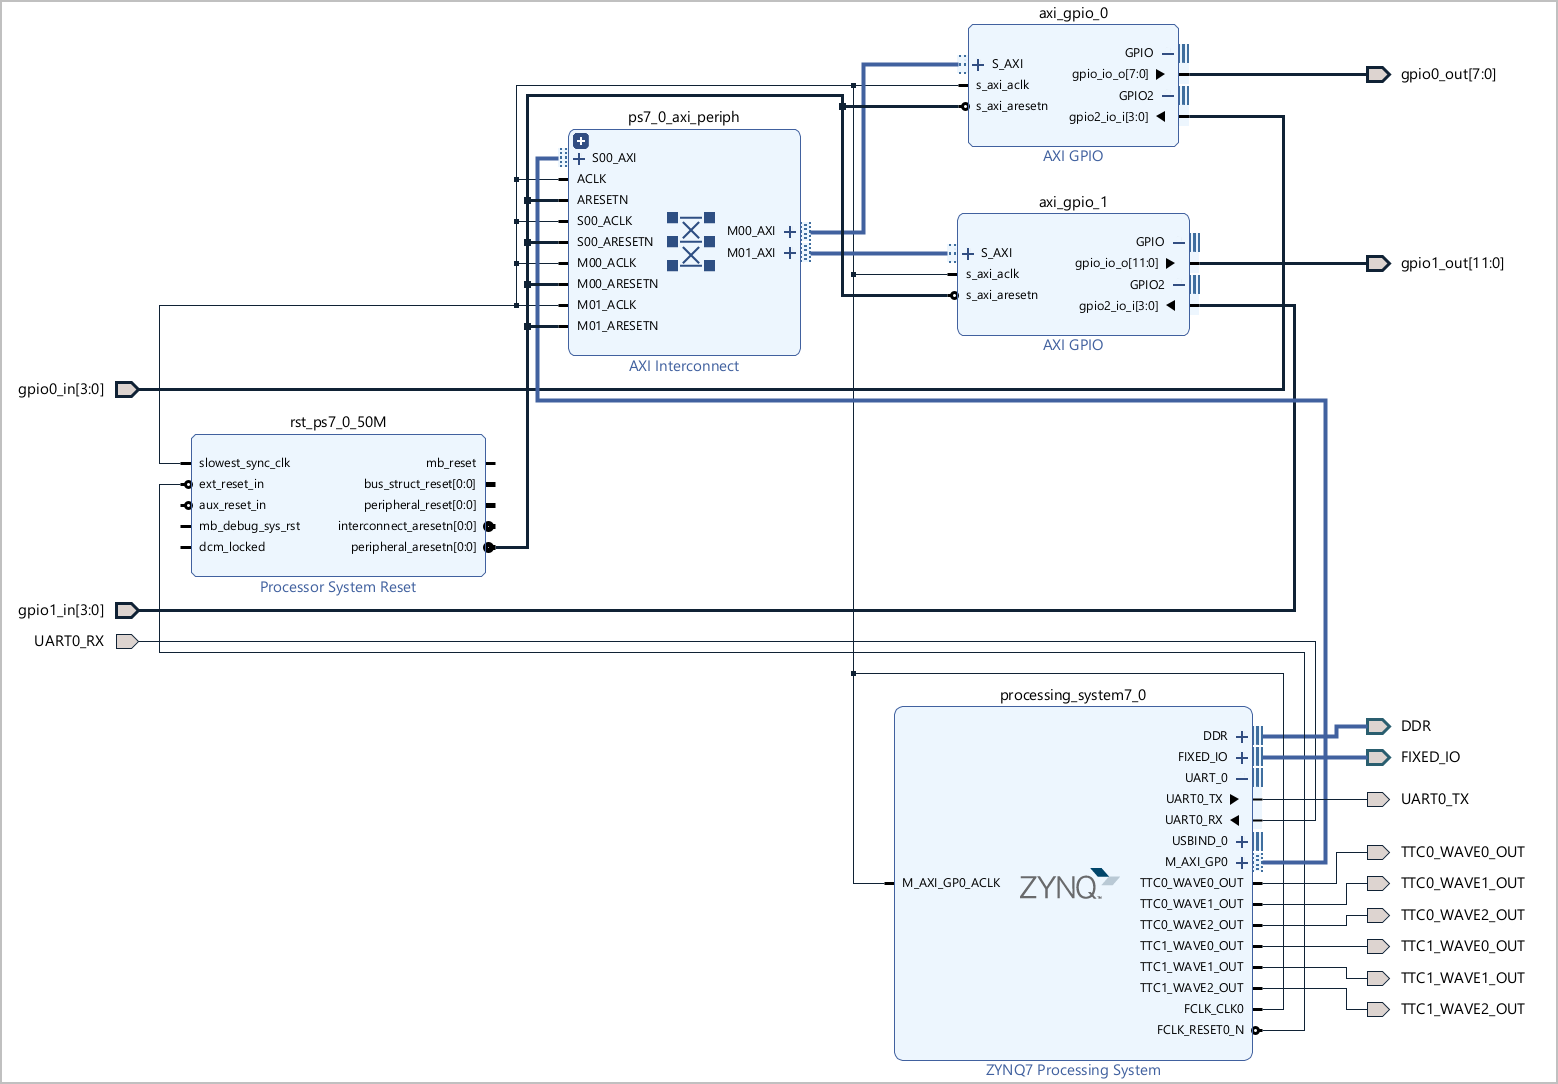 axi_gpio_0
S_AXI
s_axi_aclk
s_axi_aresetn
GPIO
gpio_io_o[7:0]
GPIO2
gpio2_io_i[3:0]
AXI GPIO
gpio0_out[7:0]
ps7_0_axi_periph
S00_AXI
ACLK
ARESETN
S00_ACLK
S00_ARESETN
M00_ACLK
M00_ARESETN
M01_ACLK
M01_ARESETN
M00_AXI
M01_AXI
AXI Interconnect
axi_gpio_1
S_AXI
s_axi_aclk
s_axi_aresetn
GPIO
gpio_io_o[11:0]
GPIO2
gpio2_io_i[3:0]
AXI GPIO
gpio1_out[11:0]
gpio0_in[3:0]
rst_ps7_0_50M
slowest_sync_clk
ext_reset_in
aux_reset_in
mb_debug_sys_rst
dcm_locked
mb_reset
bus_struct_reset[0:0]
peripheral_reset[0:0]
interconnect_aresetn[0:0]
peripheral_aresetn[0:0]
Processor System Reset
gpio1_in[3:0]
UART0_RX
processing_system7_0
M_AXI_GP0_ACLK
ZYNQ
DDR
FIXED_IO
UART_0
UART0_TX
UART0_RX
USBIND_0
M_AXI_GP0
TTC0_WAVE0_OUT
TTC0_WAVE1_OUT
TTC0_WAVE2_OUT
TTC1_WAVE0_OUT
TTC1_WAVE1_OUT
TTC1_WAVE2_OUT
FCLK_CLK0
FCLK_RESET0_N
ZYNQ7 Processing System
DDR
FIXED_IO
UART0_TX
TTC0_WAVE0_OUT
TTC0_WAVE1_OUT
TTC0_WAVE2_OUT
TTC1_WAVE0_OUT
TTC1_WAVE1_OUT
TTC1_WAVE2_OUT